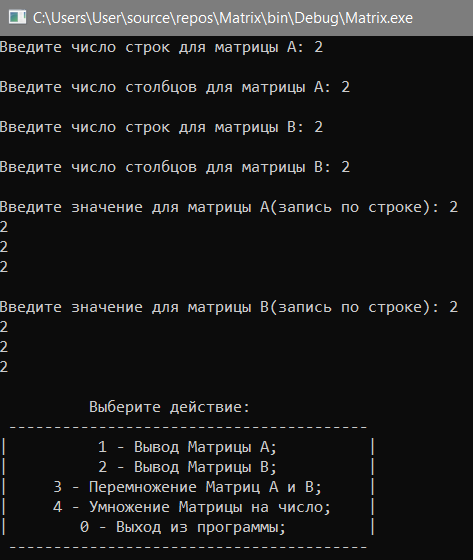 C:\Users\User\source\repos\Matrix\bin\Debug\Matrix.exe
Введите число строк для матрицы A: 2
Введите число столбцов для матрицы A: 2
Введите число строк для матрицы B: 2
Введите число столбцов для матрицы B: 2
Введите значение для матрицы A(запись по строке): 2
2
2
2
Введите значение для матрицы B(запись по строке): 2
2
2
2
Выберите действие:
---------------------------------------
| 1 - Вывод Матрицы A; |
| 2 - Вывод Матрицы B; |
| 3 - Перемножение Матриц A и B; |
| 4 - Умножение Матрицы на число; |
| 0 - Выход из программы; |
---------------------------------------